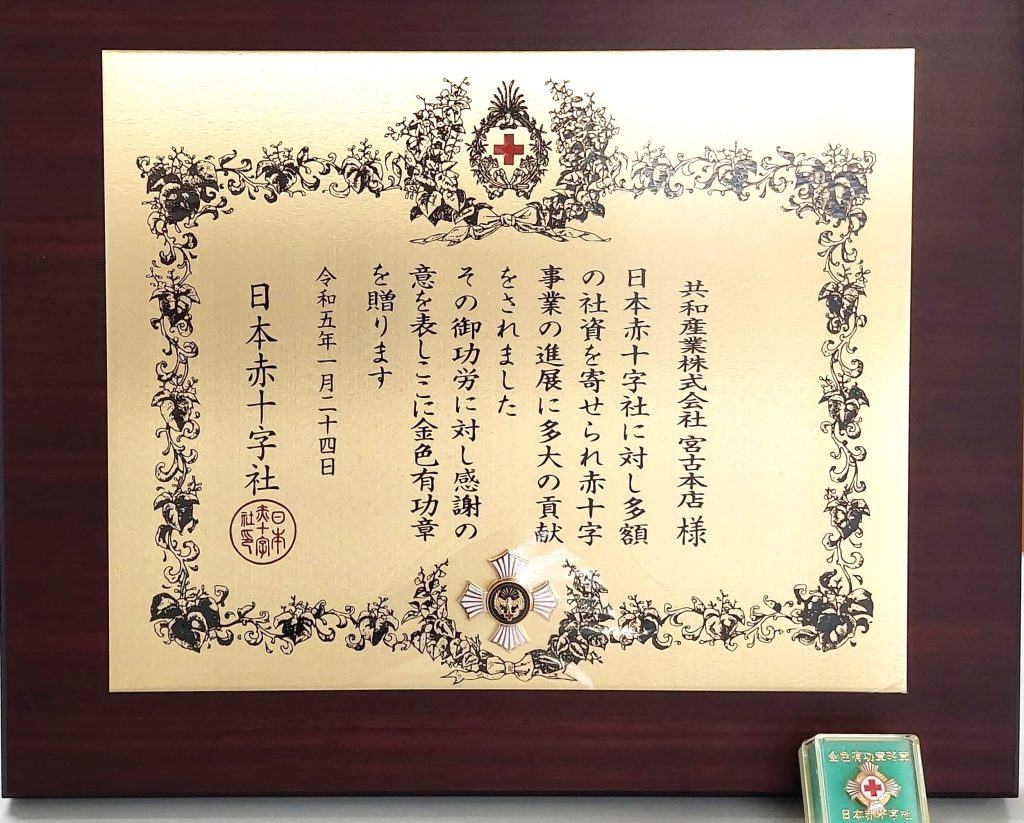 共和産業株式会社 宮古本店 様
日本赤十字社に対し多額
の社資を寄せられ赤十字
事業の進展に多大の貢献
をされました
その御功労に対し感謝の
意を表しここに金色有功章
を贈ります
令和五年一月二十四日
日本赤十字社
日本
赤十字
社印
金色有功章略章
日本赤十字社